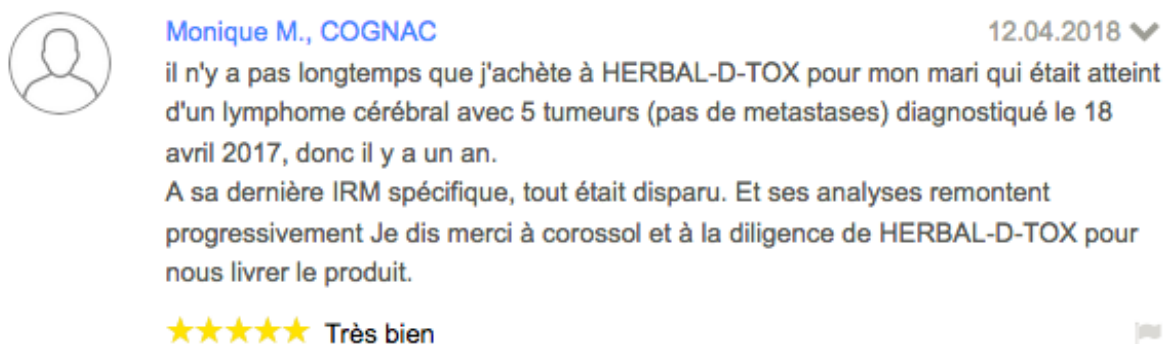 Monique M., COGNAC 12.04.2018
il n'y a pas longtemps que j'achète à HERBAL-D-TOX pour mon mari qui était atteint
d'un lymphome cérébral avec 5 tumeurs (pas de metastases) diagnostiqué le 18
avril 2017, donc il y a un an.
A sa dernière IRM spécifique, tout était disparu. Et ses analyses remontent
progressivement Je dis merci à corossol et à la diligence de HERBAL-D-TOX pour
nous livrer le produit.
Très bien